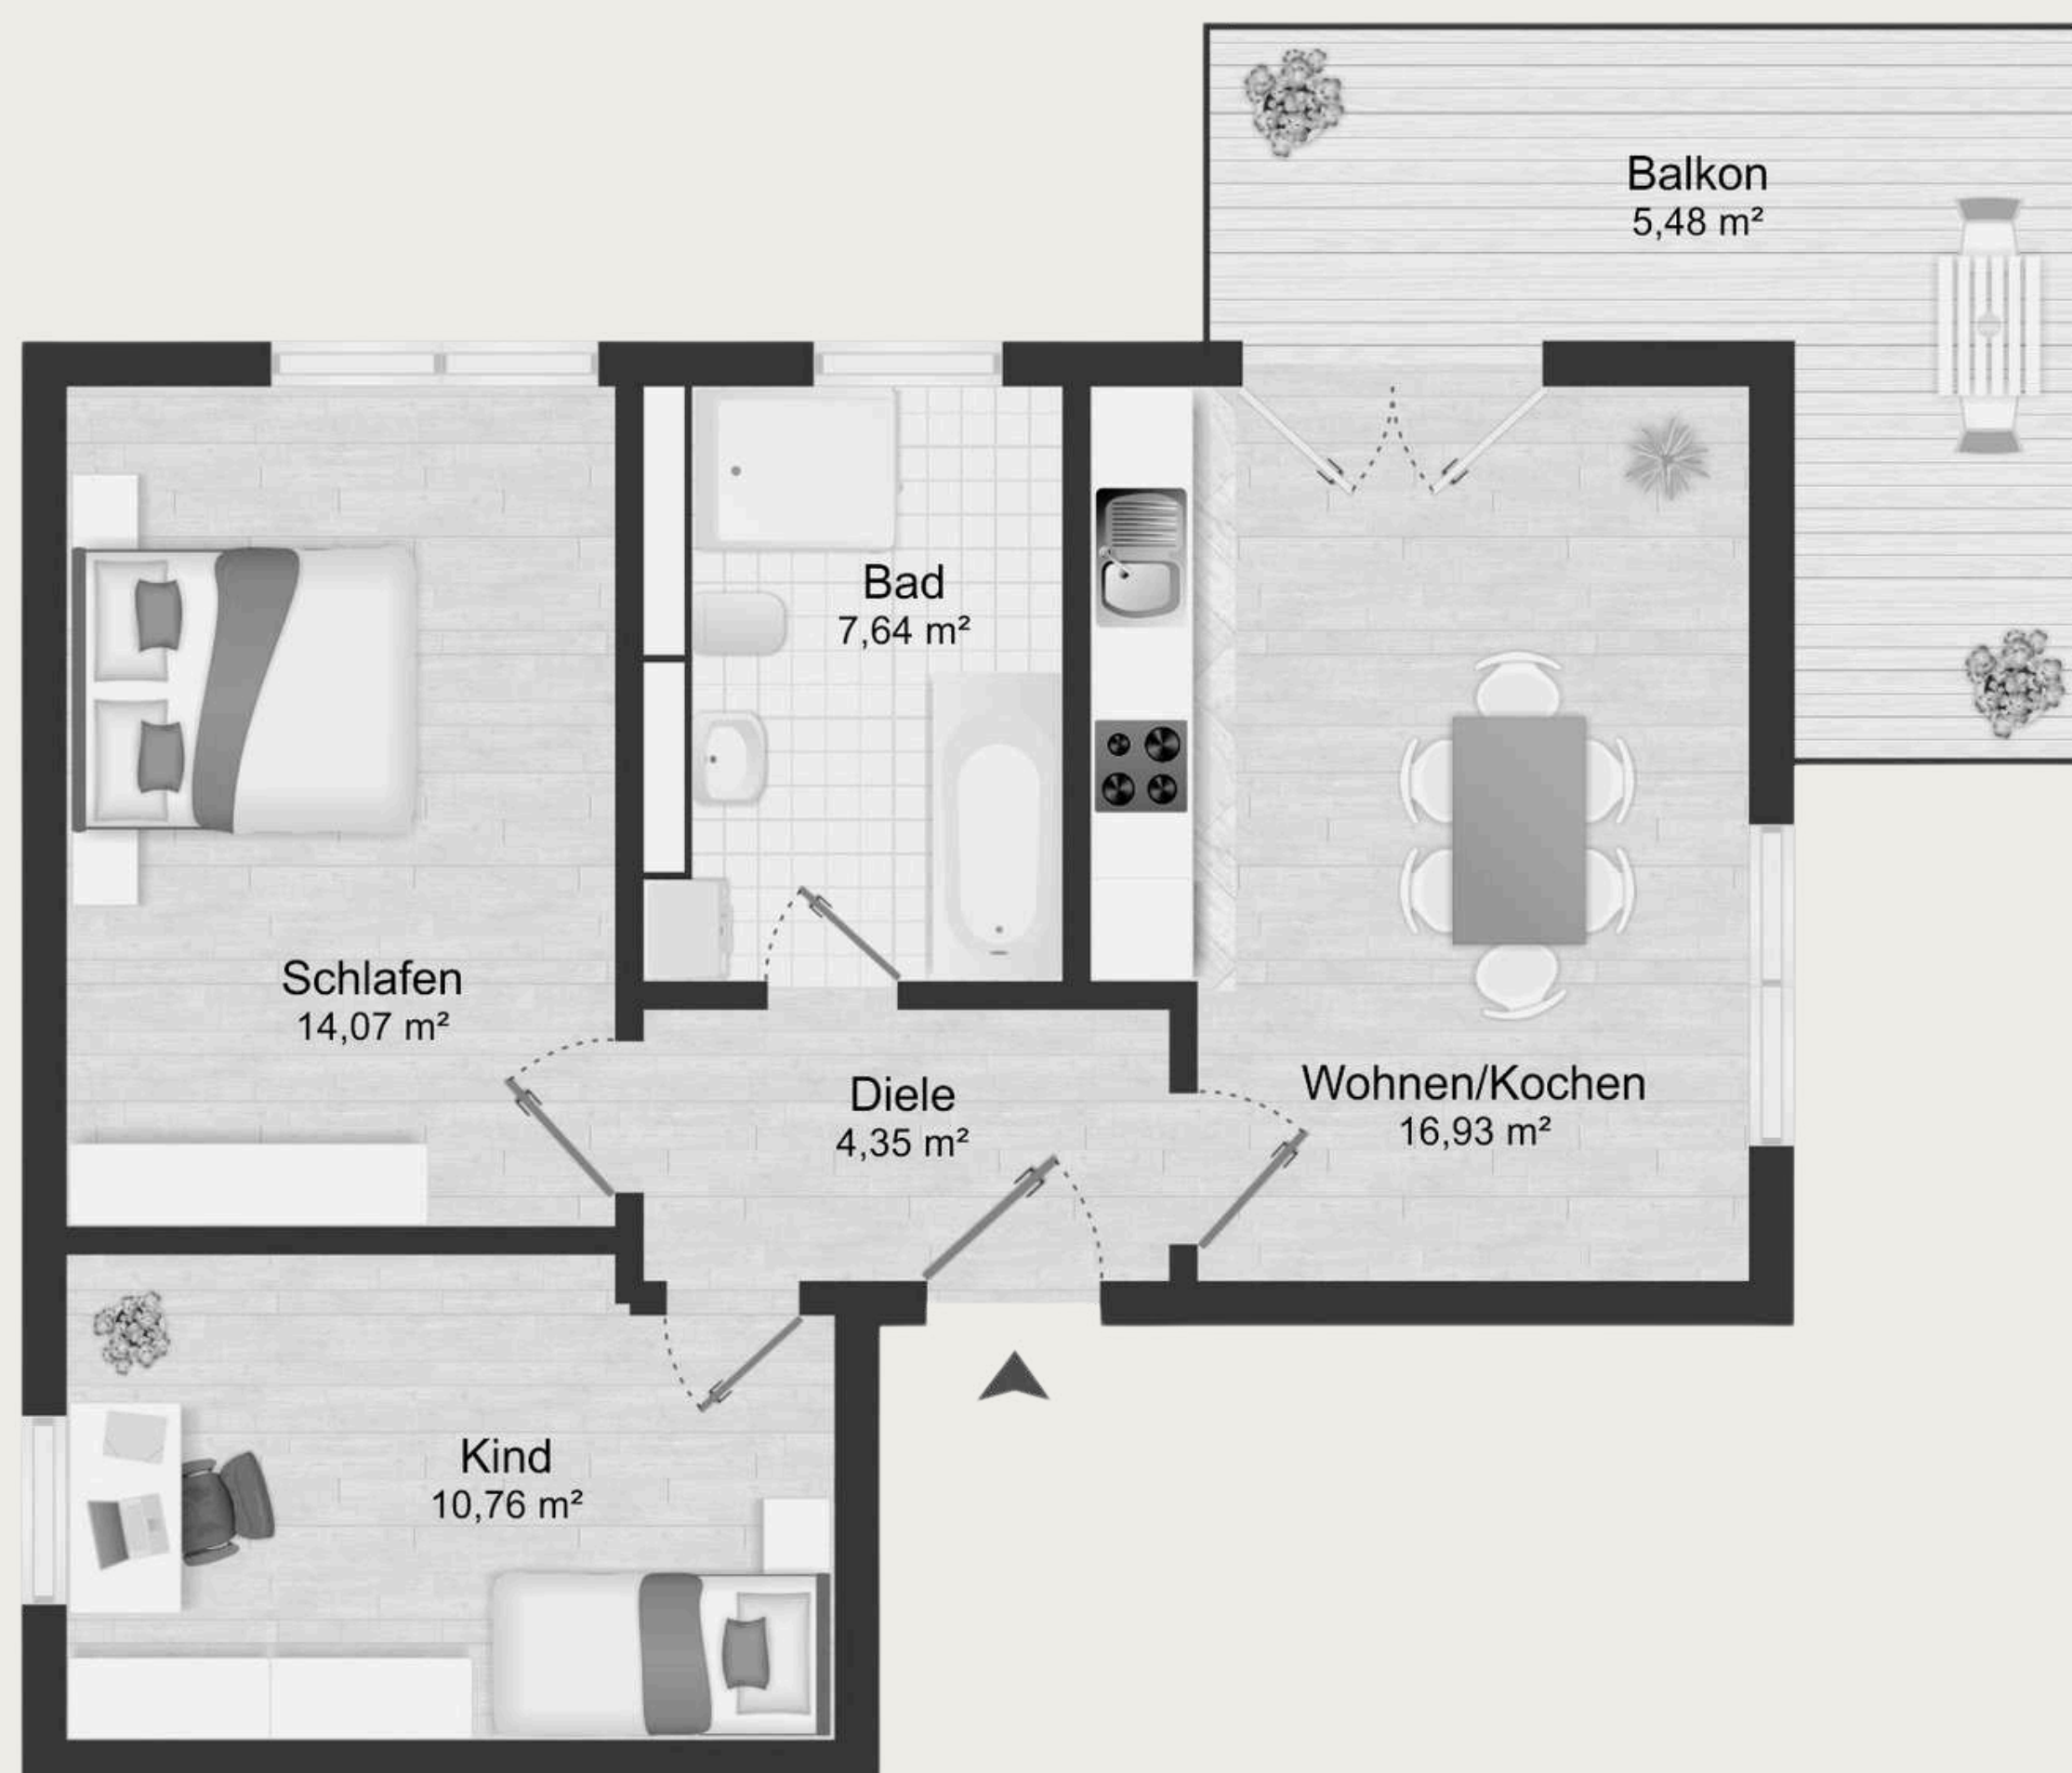 Balkon
5,48 m²
Bad
7,64 m²
Schlafen
14,07 m²
Diele
4,35 m²
Wohnen/Kochen
16,93 m²
Kind
10,76 m²